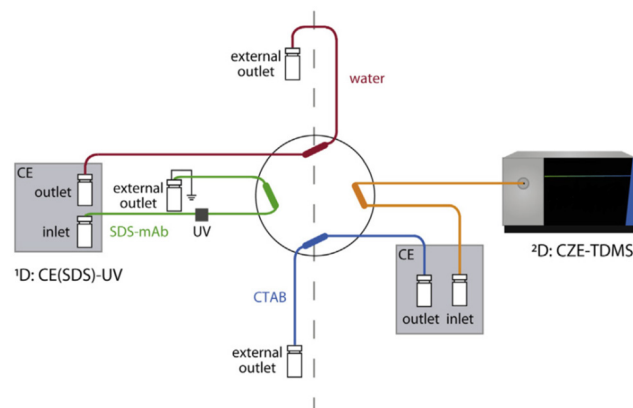 external
outlet
water
CE
outlet
external
outlet
inlet
SDS-mAb
UV
¹D: CE(SDS)-UV
CE
²D: CZE-TDMS
CTAB
outlet
inlet
external
outlet